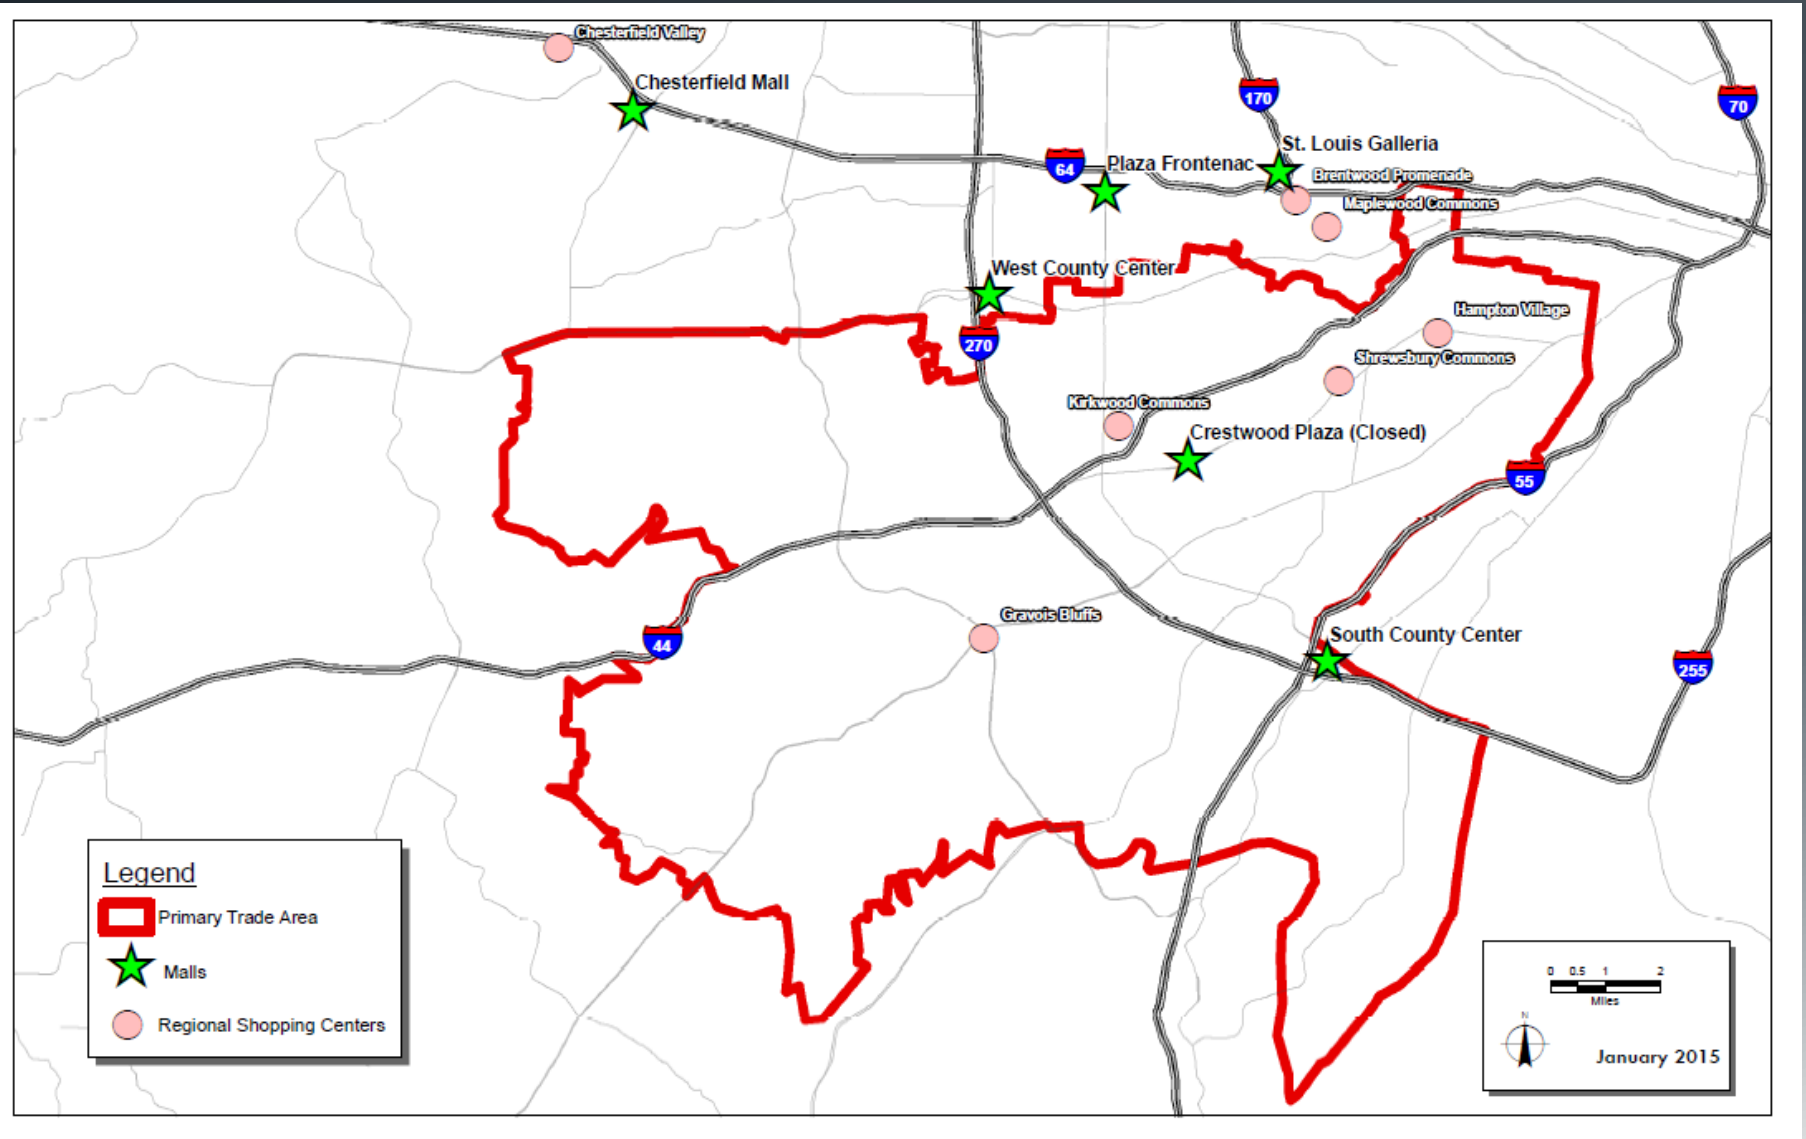 Chesterfield Valley
Chesterfield Mall
170
70
St. Louis Galleria
64
Plaza Frontenac
Brentwood Promenade
Maplewood Commons
West County Center
Hampton Village
270
Shrewsbury Commons
Kirkwood Commons
Crestwood Plaza (Closed)
55
Gravois Bluffs
South County Center
44
255
Legend
Primary Trade Area
Malls
Regional Shopping Centers
0 0.5 1 2
Miles
N
January 2015